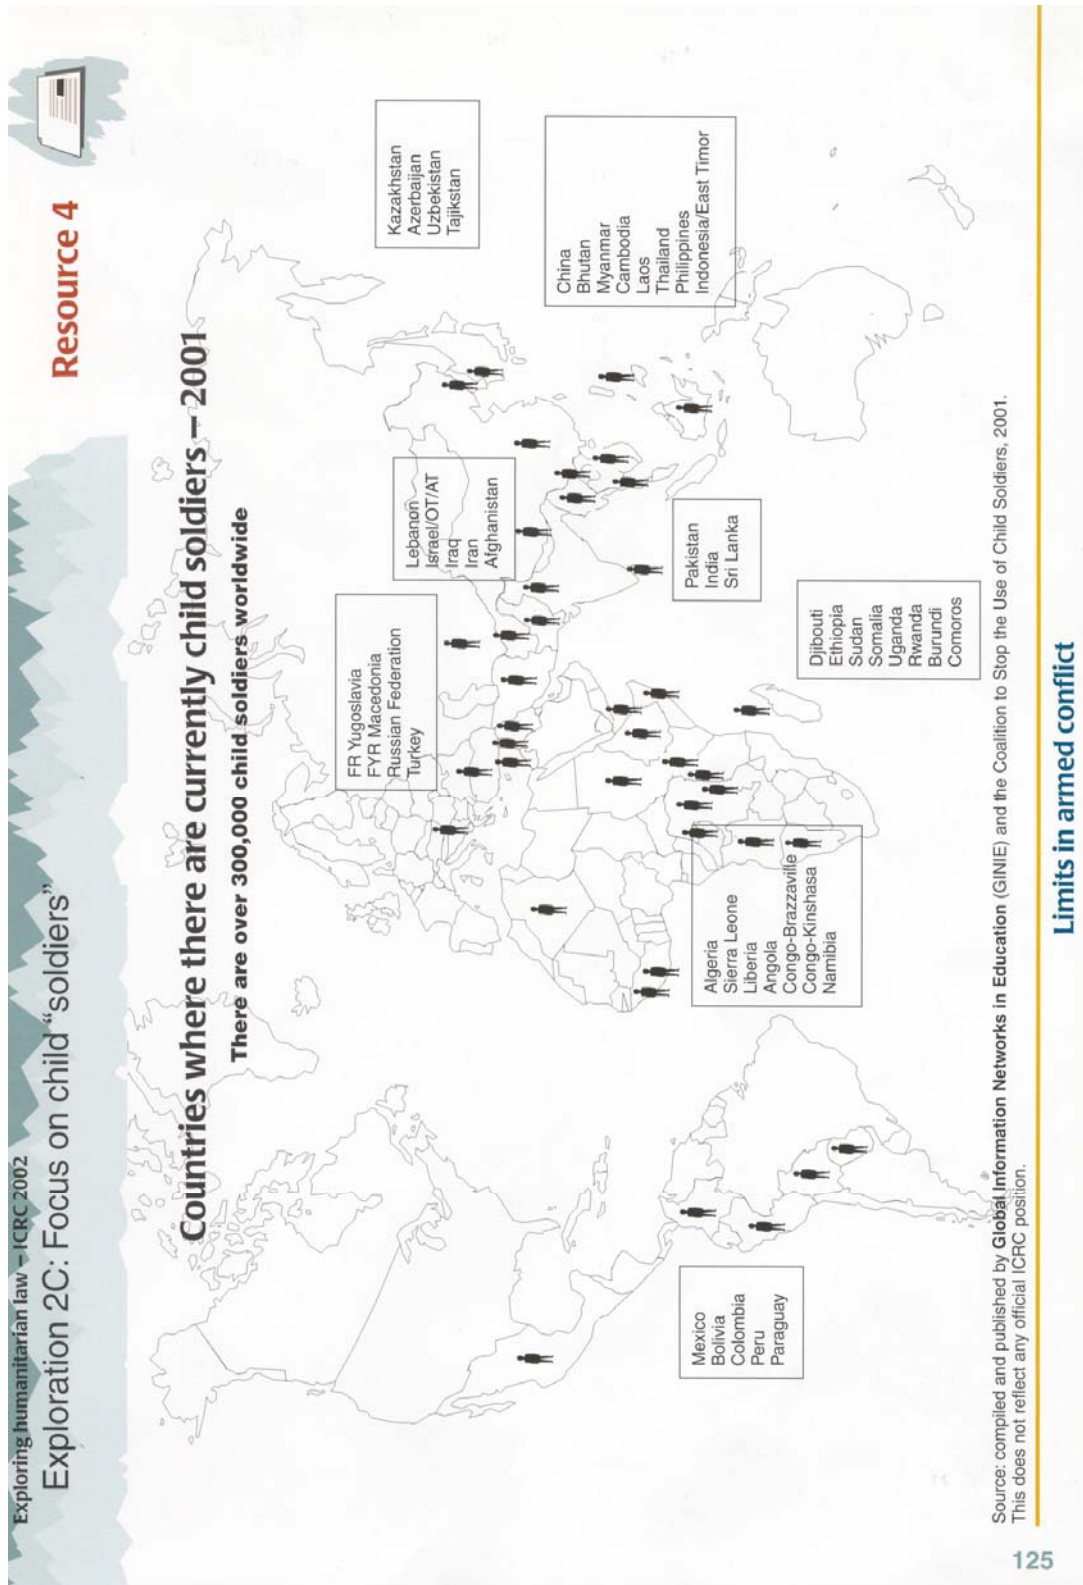 Exploring humanitarian law – ICRC 2002
Exploration 2C: Focus on child “soldiers”
Resource 4
Countries where there are currently child soldiers – 2001
There are over 300,000 child soldiers worldwide
FR Yugoslavia
FYR Macedonia
Russian Federation
Turkey
Lebanon
Israel/OT/AT
Iraq
Iran
Afghanistan
Kazakhstan
Azerbaijan
Uzbekistan
Tajikstan
China
Bhutan
Myanmar
Cambodia
Laos
Thailand
Philippines
Indonesia/East Timor
Mexico
Bolivia
Colombia
Peru
Paraguay
Algeria
Sierra Leone
Liberia
Angola
Congo-Brazzaville
Congo-Kinshasa
Namibia
Pakistan
India
Sri Lanka
Djibouti
Ethiopia
Sudan
Somalia
Uganda
Rwanda
Burundi
Comoros
Source: compiled and published by Global Information Networks in Education (GINIE) and the Coalition to Stop the Use of Child Soldiers, 2001.
This does not reflect any official ICRC position.
125
Limits in armed conflict